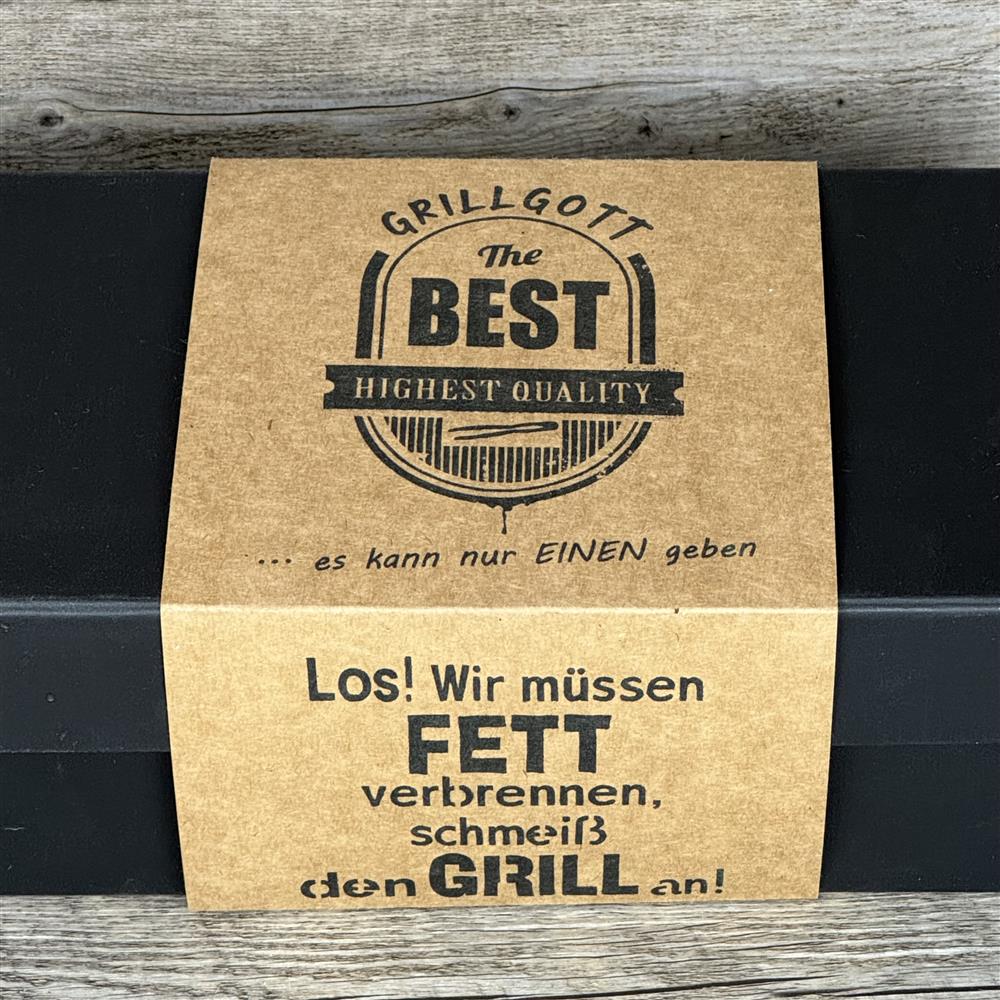 GRILLGOTT
The
BEST
HIGHEST QUALITY
... es kann nur EINEN geben
Los! Wir müssen
FETT
verbrennen,
schmeiß
den GRILL an!